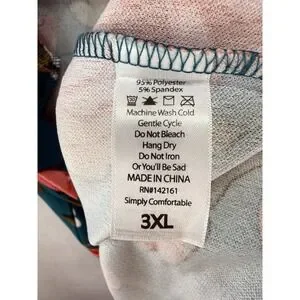 95% Polyester
5% Spandex
Machine Wash Cold
Gentle Cycle
Do Not Bleach
Hang Dry
Do Not Iron
Or You'll Be Sad
MADE IN CHINA
RN#142161
Simply Comfortable
3XL